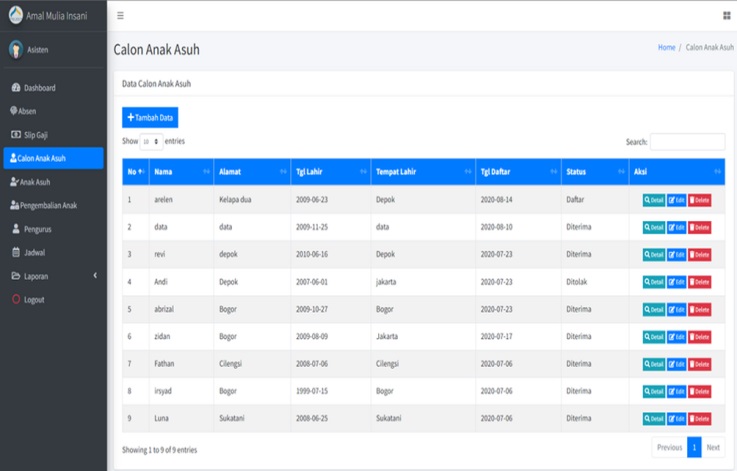 Amal Mulia Insani
Asisten
Dashboard
Absen
Slip Gaji
Calon Anak Asuh
Anak Asuh
Pengembalian Anak
Pengurus
Jadwal
Laporan
Logout
Calon Anak Asuh
Home / Calon Anak Asuh
Data Calon Anak Asuh
+ Tambah Data
Show 10 entries
Search:
No Nama Alamat Tgl Lahir Tempat Lahir Tgl Daftar Status Aksi
1 arelen Kelapa dua 2009-06-23 Depok 2020-08-14 Daftar Detail Edit Delete
2 data data 2009-11-25 data 2020-08-10 Diterima Detail Edit Delete
3 revi depok 2010-06-16 Depok 2020-07-23 Diterima Detail Edit Delete
4 Andi Depok 2007-06-01 jakarta 2020-07-23 Ditolak Detail Edit Delete
5 abrizal Bogor 2009-10-27 Bogor 2020-07-23 Diterima Detail Edit Delete
6 zidan Bogor 2009-08-09 Jakarta 2020-07-17 Diterima Detail Edit Delete
7 Fathan Cilengsi 2008-07-06 Cilengsi 2020-07-06 Diterima Detail Edit Delete
8 irsyad Bogor 1999-07-15 Bogor 2020-07-06 Diterima Detail Edit Delete
9 Luna Sukatani 2008-06-25 Sukatani 2020-07-06 Diterima Detail Edit Delete
Showing 1 to 9 of 9 entries
Previous 1 Next